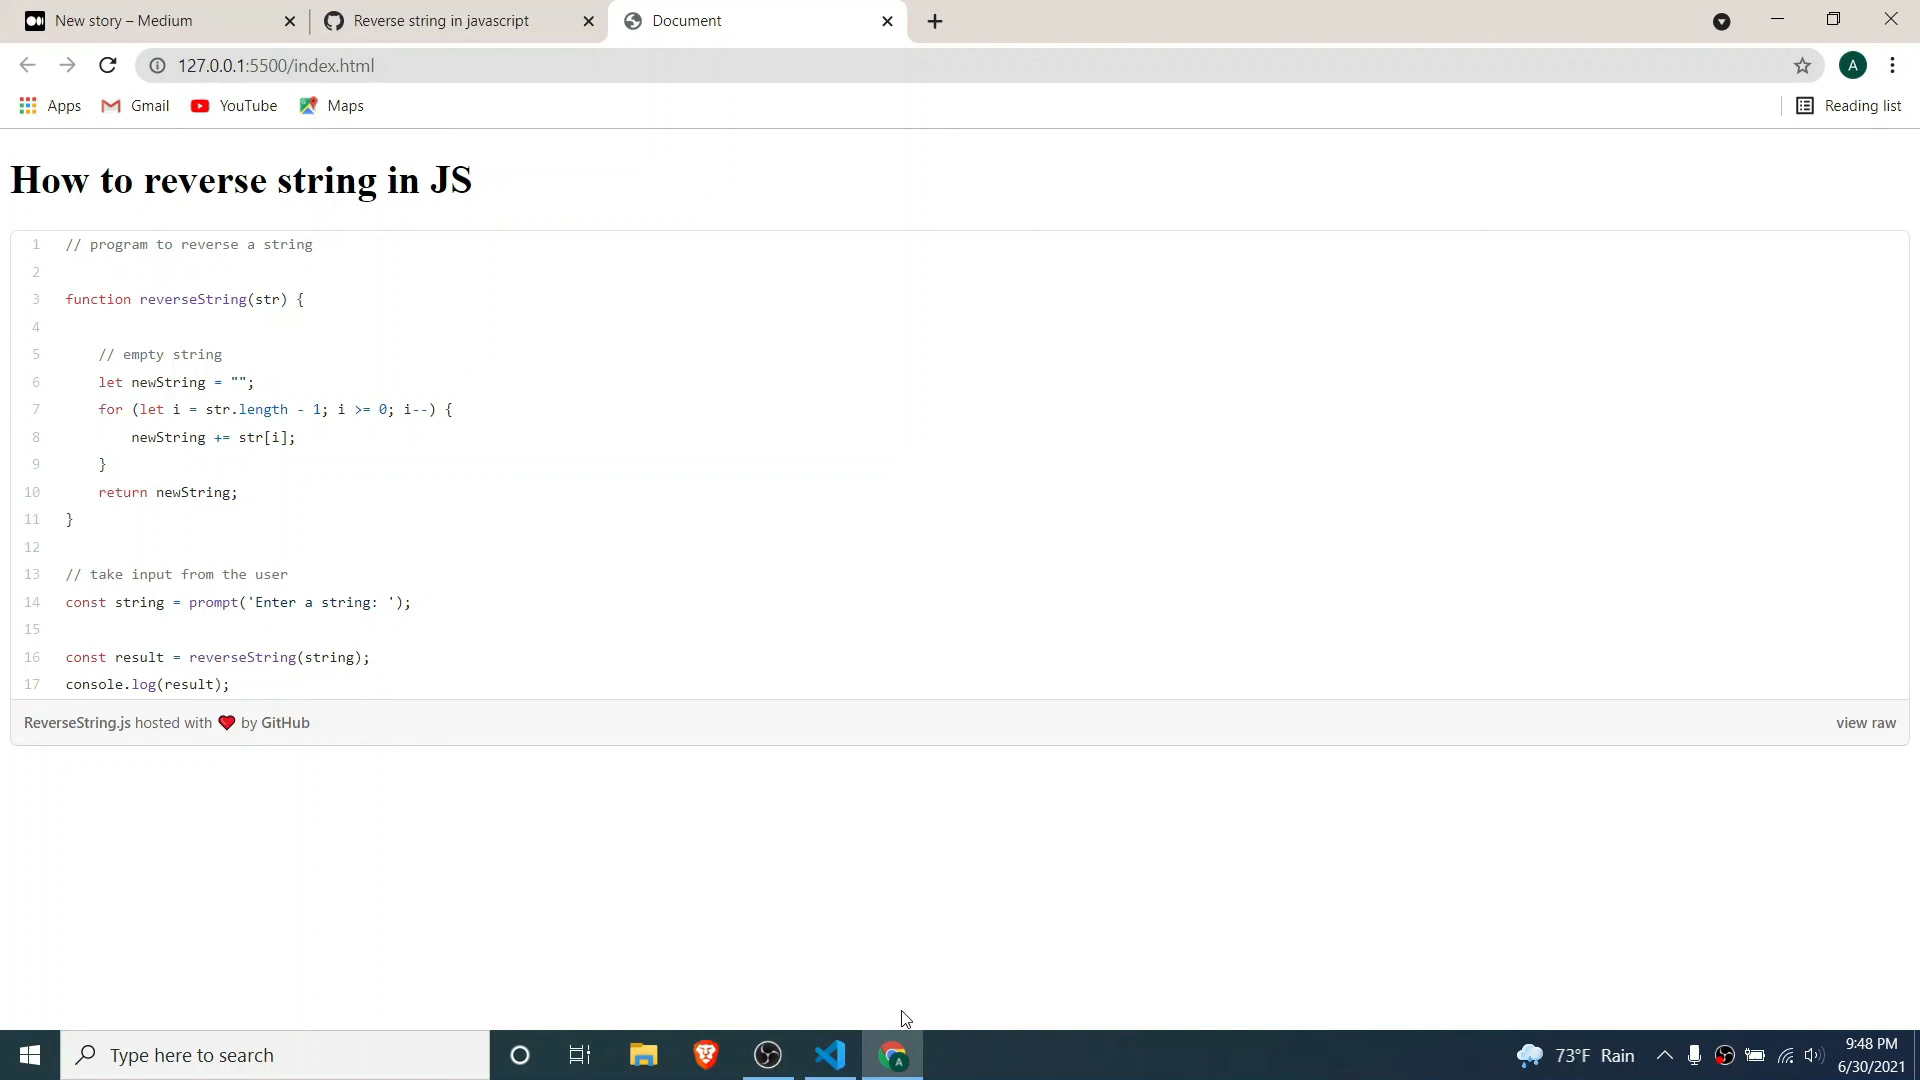 New story – Medium
Reverse string in javascript
Document
127.0.0.1:5500/index.html
A
Apps
Gmail
YouTube
Maps
Reading list
How to reverse string in JS
1 // program to reverse a string
2
3 function reverseString(str) {
4
5 // empty string
6 let newString = "";
7 for (let i = str.length - 1; i >= 0; i--) {
8 newString += str[i];
9 }
10 return newString;
11 }
12
13 // take input from the user
14 const string = prompt('Enter a string: ');
15
16 const result = reverseString(string);
17 console.log(result);
ReverseString.js hosted with ❤ by GitHub
view raw
Type here to search
A
73°F Rain
9:48 PM
6/30/2021